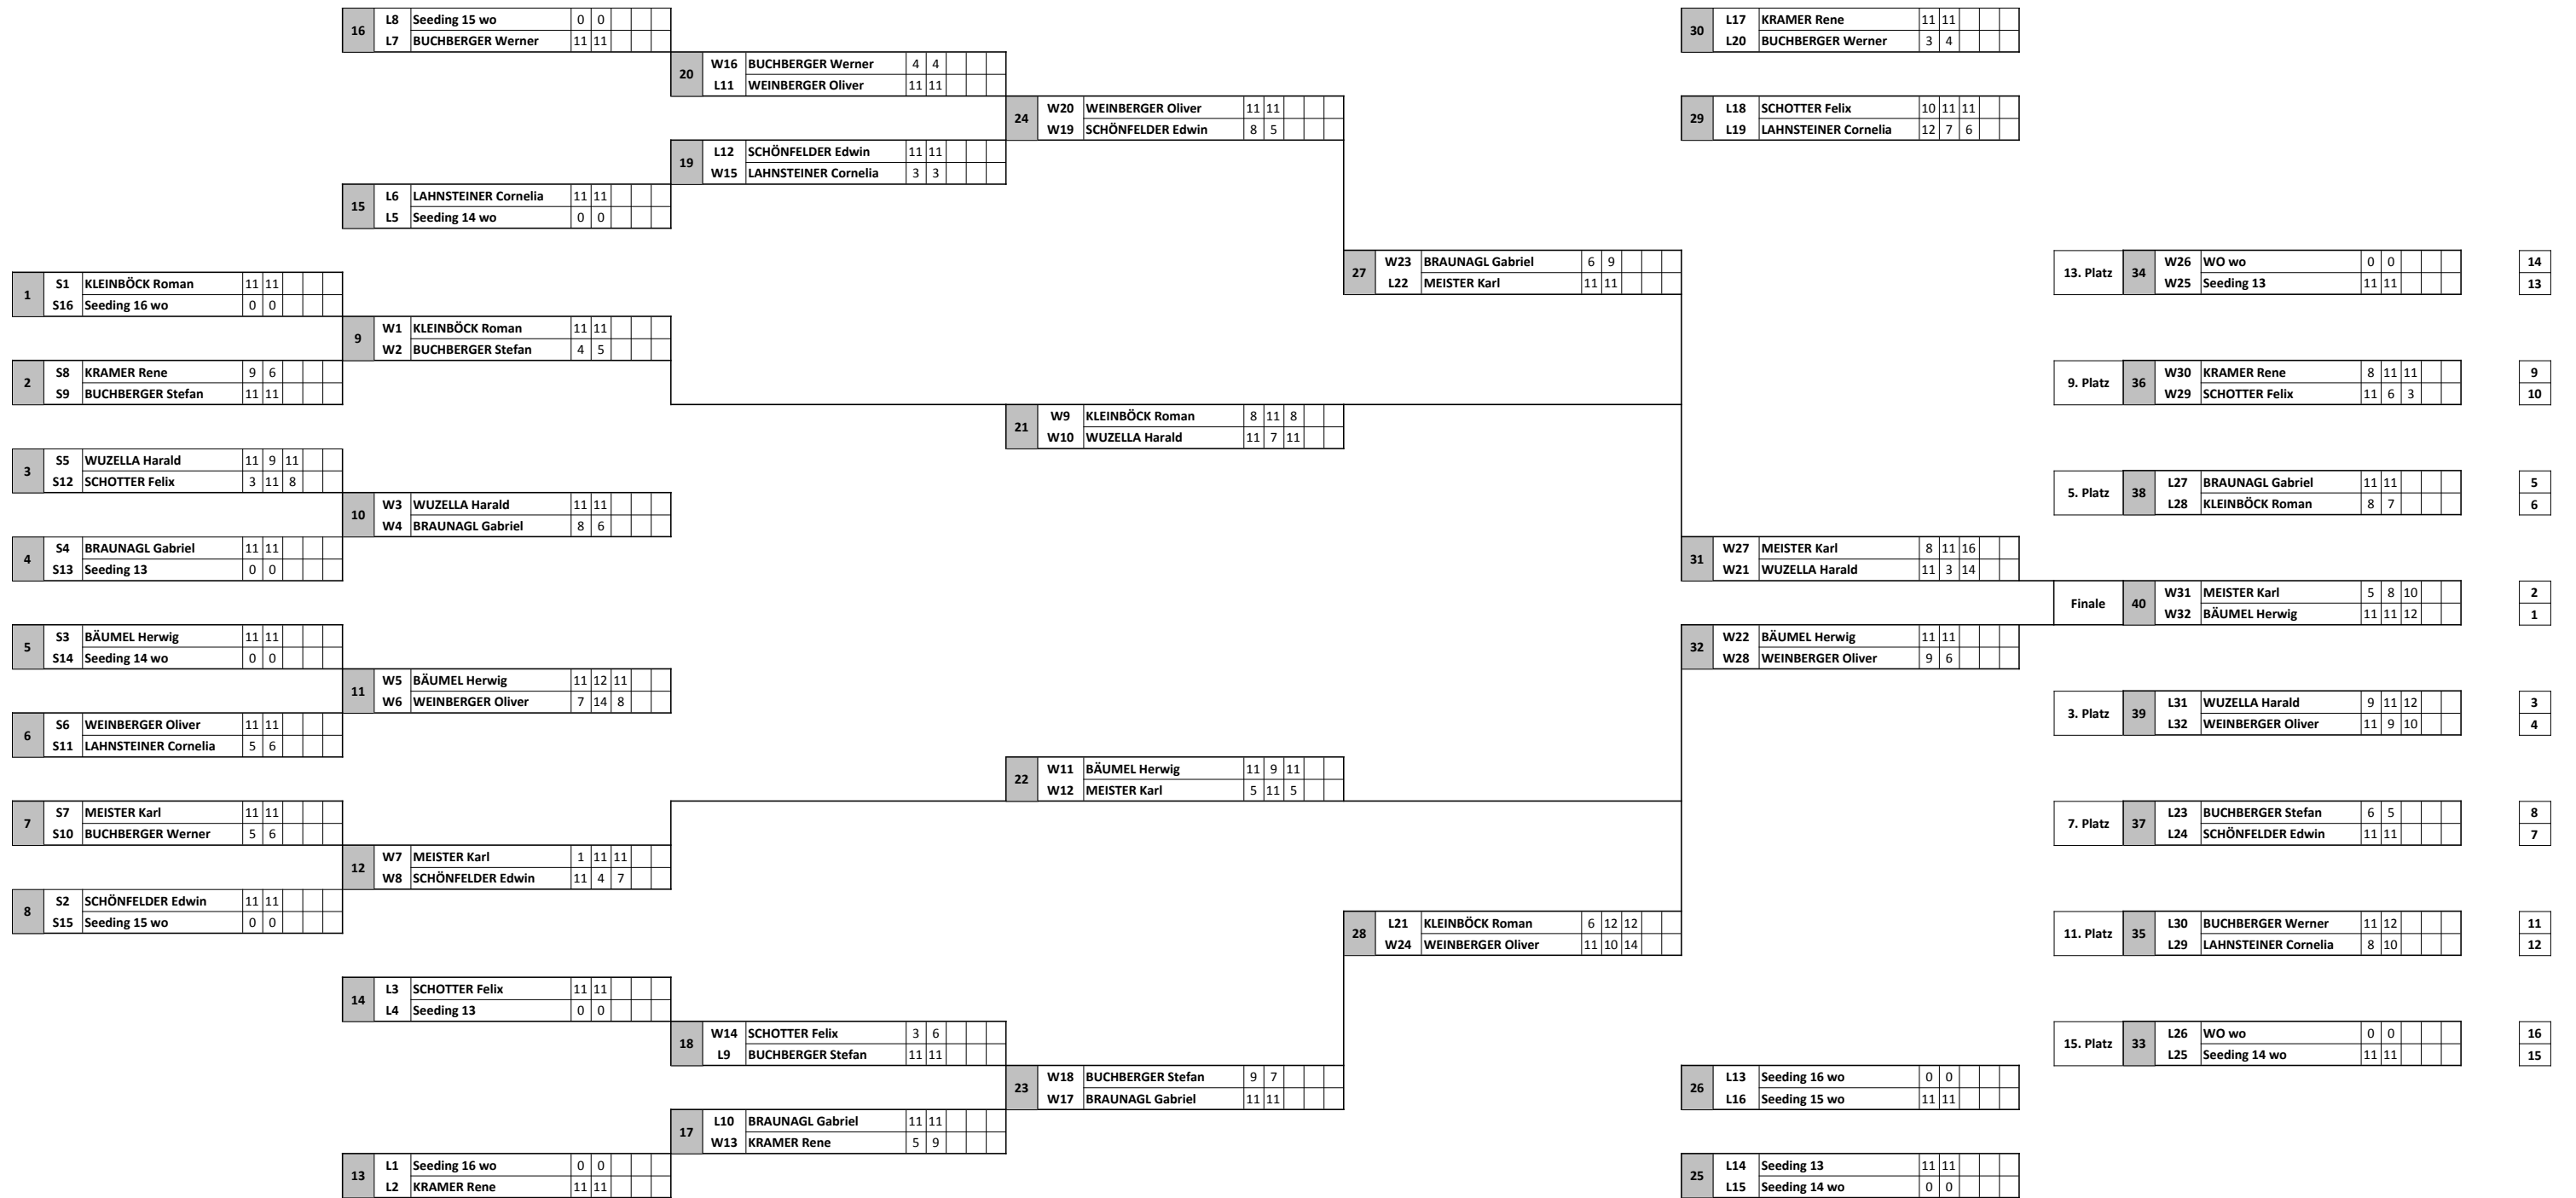 16 L8 Seeding 15 wo 0 0
L7 BUCHBERGER Werner 11 11
30 L17 KRAMER Rene 11 11
L20 BUCHBERGER Werner 3 4
20 W16 BUCHBERGER Werner 4 4
L11 WEINBERGER Oliver 11 11
24 W20 WEINBERGER Oliver 11 11
W19 SCHÖNFELDER Edwin 8 5
29 L18 SCHOTTER Felix 10 11 11
L19 LAHNSTEINER Cornelia 12 7 6
19 L12 SCHÖNFELDER Edwin 11 11
W15 LAHNSTEINER Cornelia 3 3
15 L6 LAHNSTEINER Cornelia 11 11
L5 Seeding 14 wo 0 0
27 W23 BRAUNAGL Gabriel 6 9
L22 MEISTER Karl 11 11
13. Platz 34 W26 WO wo 0 0 14
W25 Seeding 13 11 11 13
1 S1 KLEINBÖCK Roman 11 11
S16 Seeding 16 wo 0 0
9 W1 KLEINBÖCK Roman 11 11
W2 BUCHBERGER Stefan 4 5
2 S8 KRAMER Rene 9 6
S9 BUCHBERGER Stefan 11 11
9. Platz 36 W30 KRAMER Rene 8 11 11 9
W29 SCHOTTER Felix 11 6 3 10
21 W9 KLEINBÖCK Roman 8 11 8
W10 WUZELLA Harald 11 7 11
3 S5 WUZELLA Harald 11 9 11
S12 SCHOTTER Felix 3 11 8
5. Platz 38 L27 BRAUNAGL Gabriel 11 11 5
L28 KLEINBÖCK Roman 8 7 6
10 W3 WUZELLA Harald 11 11
W4 BRAUNAGL Gabriel 8 6
4 S4 BRAUNAGL Gabriel 11 11
S13 Seeding 13 0 0
31 W27 MEISTER Karl 8 11 16
W21 WUZELLA Harald 11 3 14
Finale 40 W31 MEISTER Karl 5 8 10 2
W32 BÄUMEL Herwig 11 11 12 1
5 S3 BÄUMEL Herwig 11 11
S14 Seeding 14 wo 0 0
32 W22 BÄUMEL Herwig 11 11
W28 WEINBERGER Oliver 9 6
11 W5 BÄUMEL Herwig 11 12 11
W6 WEINBERGER Oliver 7 14 8
3. Platz 39 L31 WUZELLA Harald 9 11 12 3
L32 WEINBERGER Oliver 11 9 10 4
6 S6 WEINBERGER Oliver 11 11
S11 LAHNSTEINER Cornelia 5 6
22 W11 BÄUMEL Herwig 11 9 11
W12 MEISTER Karl 5 11 5
7 S7 MEISTER Karl 11 11
S10 BUCHBERGER Werner 5 6
7. Platz 37 L23 BUCHBERGER Stefan 6 5 8
L24 SCHÖNFELDER Edwin 11 11 7
12 W7 MEISTER Karl 1 11 11
W8 SCHÖNFELDER Edwin 11 4 7
8 S2 SCHÖNFELDER Edwin 11 11
S15 Seeding 15 wo 0 0
28 L21 KLEINBÖCK Roman 6 12 12
W24 WEINBERGER Oliver 11 10 14
11. Platz 35 L30 BUCHBERGER Werner 11 12 11
L29 LAHNSTEINER Cornelia 8 10 12
14 L3 SCHOTTER Felix 11 11
L4 Seeding 13 0 0
18 W14 SCHOTTER Felix 3 6
L9 BUCHBERGER Stefan 11 11
15. Platz 33 L26 WO wo 0 0 16
L25 Seeding 14 wo 11 11 15
23 W18 BUCHBERGER Stefan 9 7
W17 BRAUNAGL Gabriel 11 11
26 L13 Seeding 16 wo 0 0
L16 Seeding 15 wo 11 11
17 L10 BRAUNAGL Gabriel 11 11
W13 KRAMER Rene 5 9
13 L1 Seeding 16 wo 0 0
L2 KRAMER Rene 11 11
25 L14 Seeding 13 11 11
L15 Seeding 14 wo 0 0